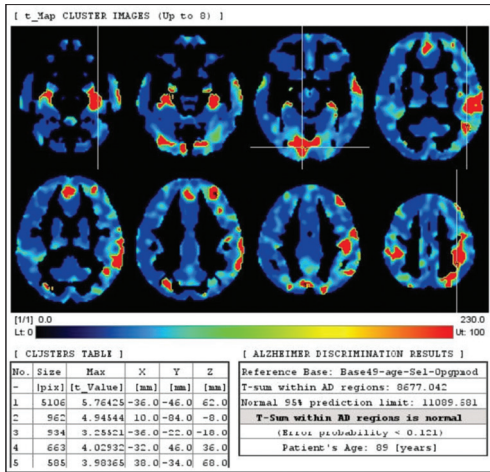 [ t_Map CLUSTER IMAGES (Up to 8) ]
[1/1] 0.0 230.0
Lt: 0 Ut: 100
[ CLUSTERS TABLE ]
No. Size Max X Y Z
- [pix] [t_Value] [mm] [mm] [mm]
1 5106 5.76425 -36.0 -46.0 62.0
2 962 4.94544 10.0 -84.0 -8.0
3 934 3.25521 -36.0 -22.0 -18.0
4 663 4.02932 -32.0 46.0 36.0
5 585 3.98365 38.0 -34.0 68.0
[ ALZHEIMER DISCRIMINATION RESULTS ]
Reference Base: Base49-age-Sel-Opgpmod
T-sum within AD regions: 8677.042
Normal 95% prediction limit: 11089.681
T-Sum within AD regions is normal
(Error probability < 0.121)
Patient's Age: 89 [years]